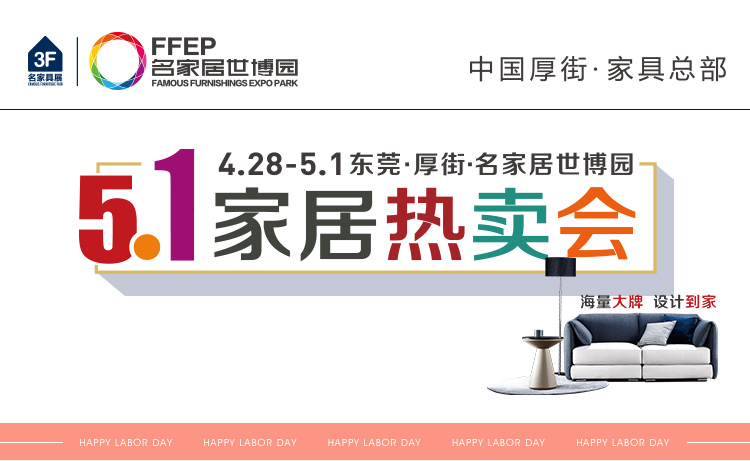 3F
名家具展
FAMOUS FURNITURE FAIR
FFEP
名家居世博园
FAMOUS FURNISHINGS EXPO PARK
中国厚街·家具总部
4.28-5.1东莞·厚街·名家居世博园
5.1家居热卖会
海量大牌 设计到家
HAPPY LABOR DAY HAPPY LABOR DAY HAPPY LABOR DAY HAPPY LABOR DAY HAPPY LABOR DAY